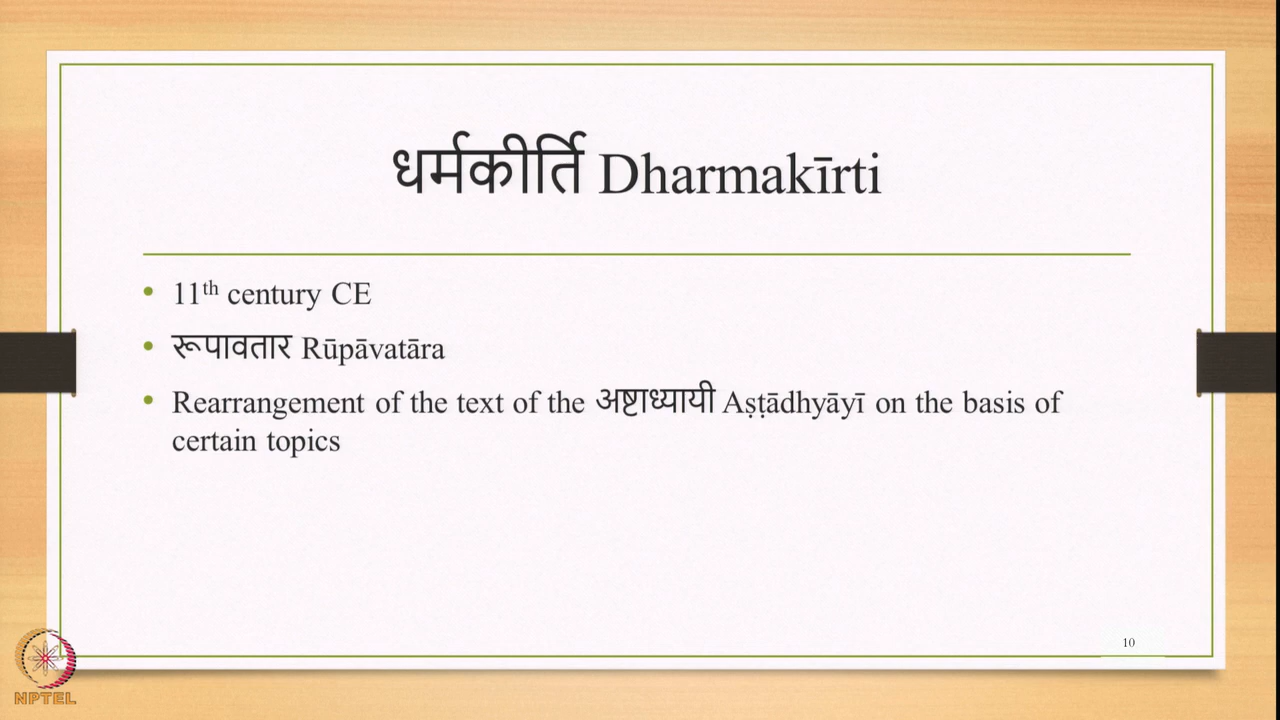 धर्मकीर्ति Dharmakīrti
11th century CE
रूपावतार Rūpāvatāra
Rearrangement of the text of the अष्टाध्यायी Aṣṭādhyāyī on the basis of
certain topics
10
NPTEL